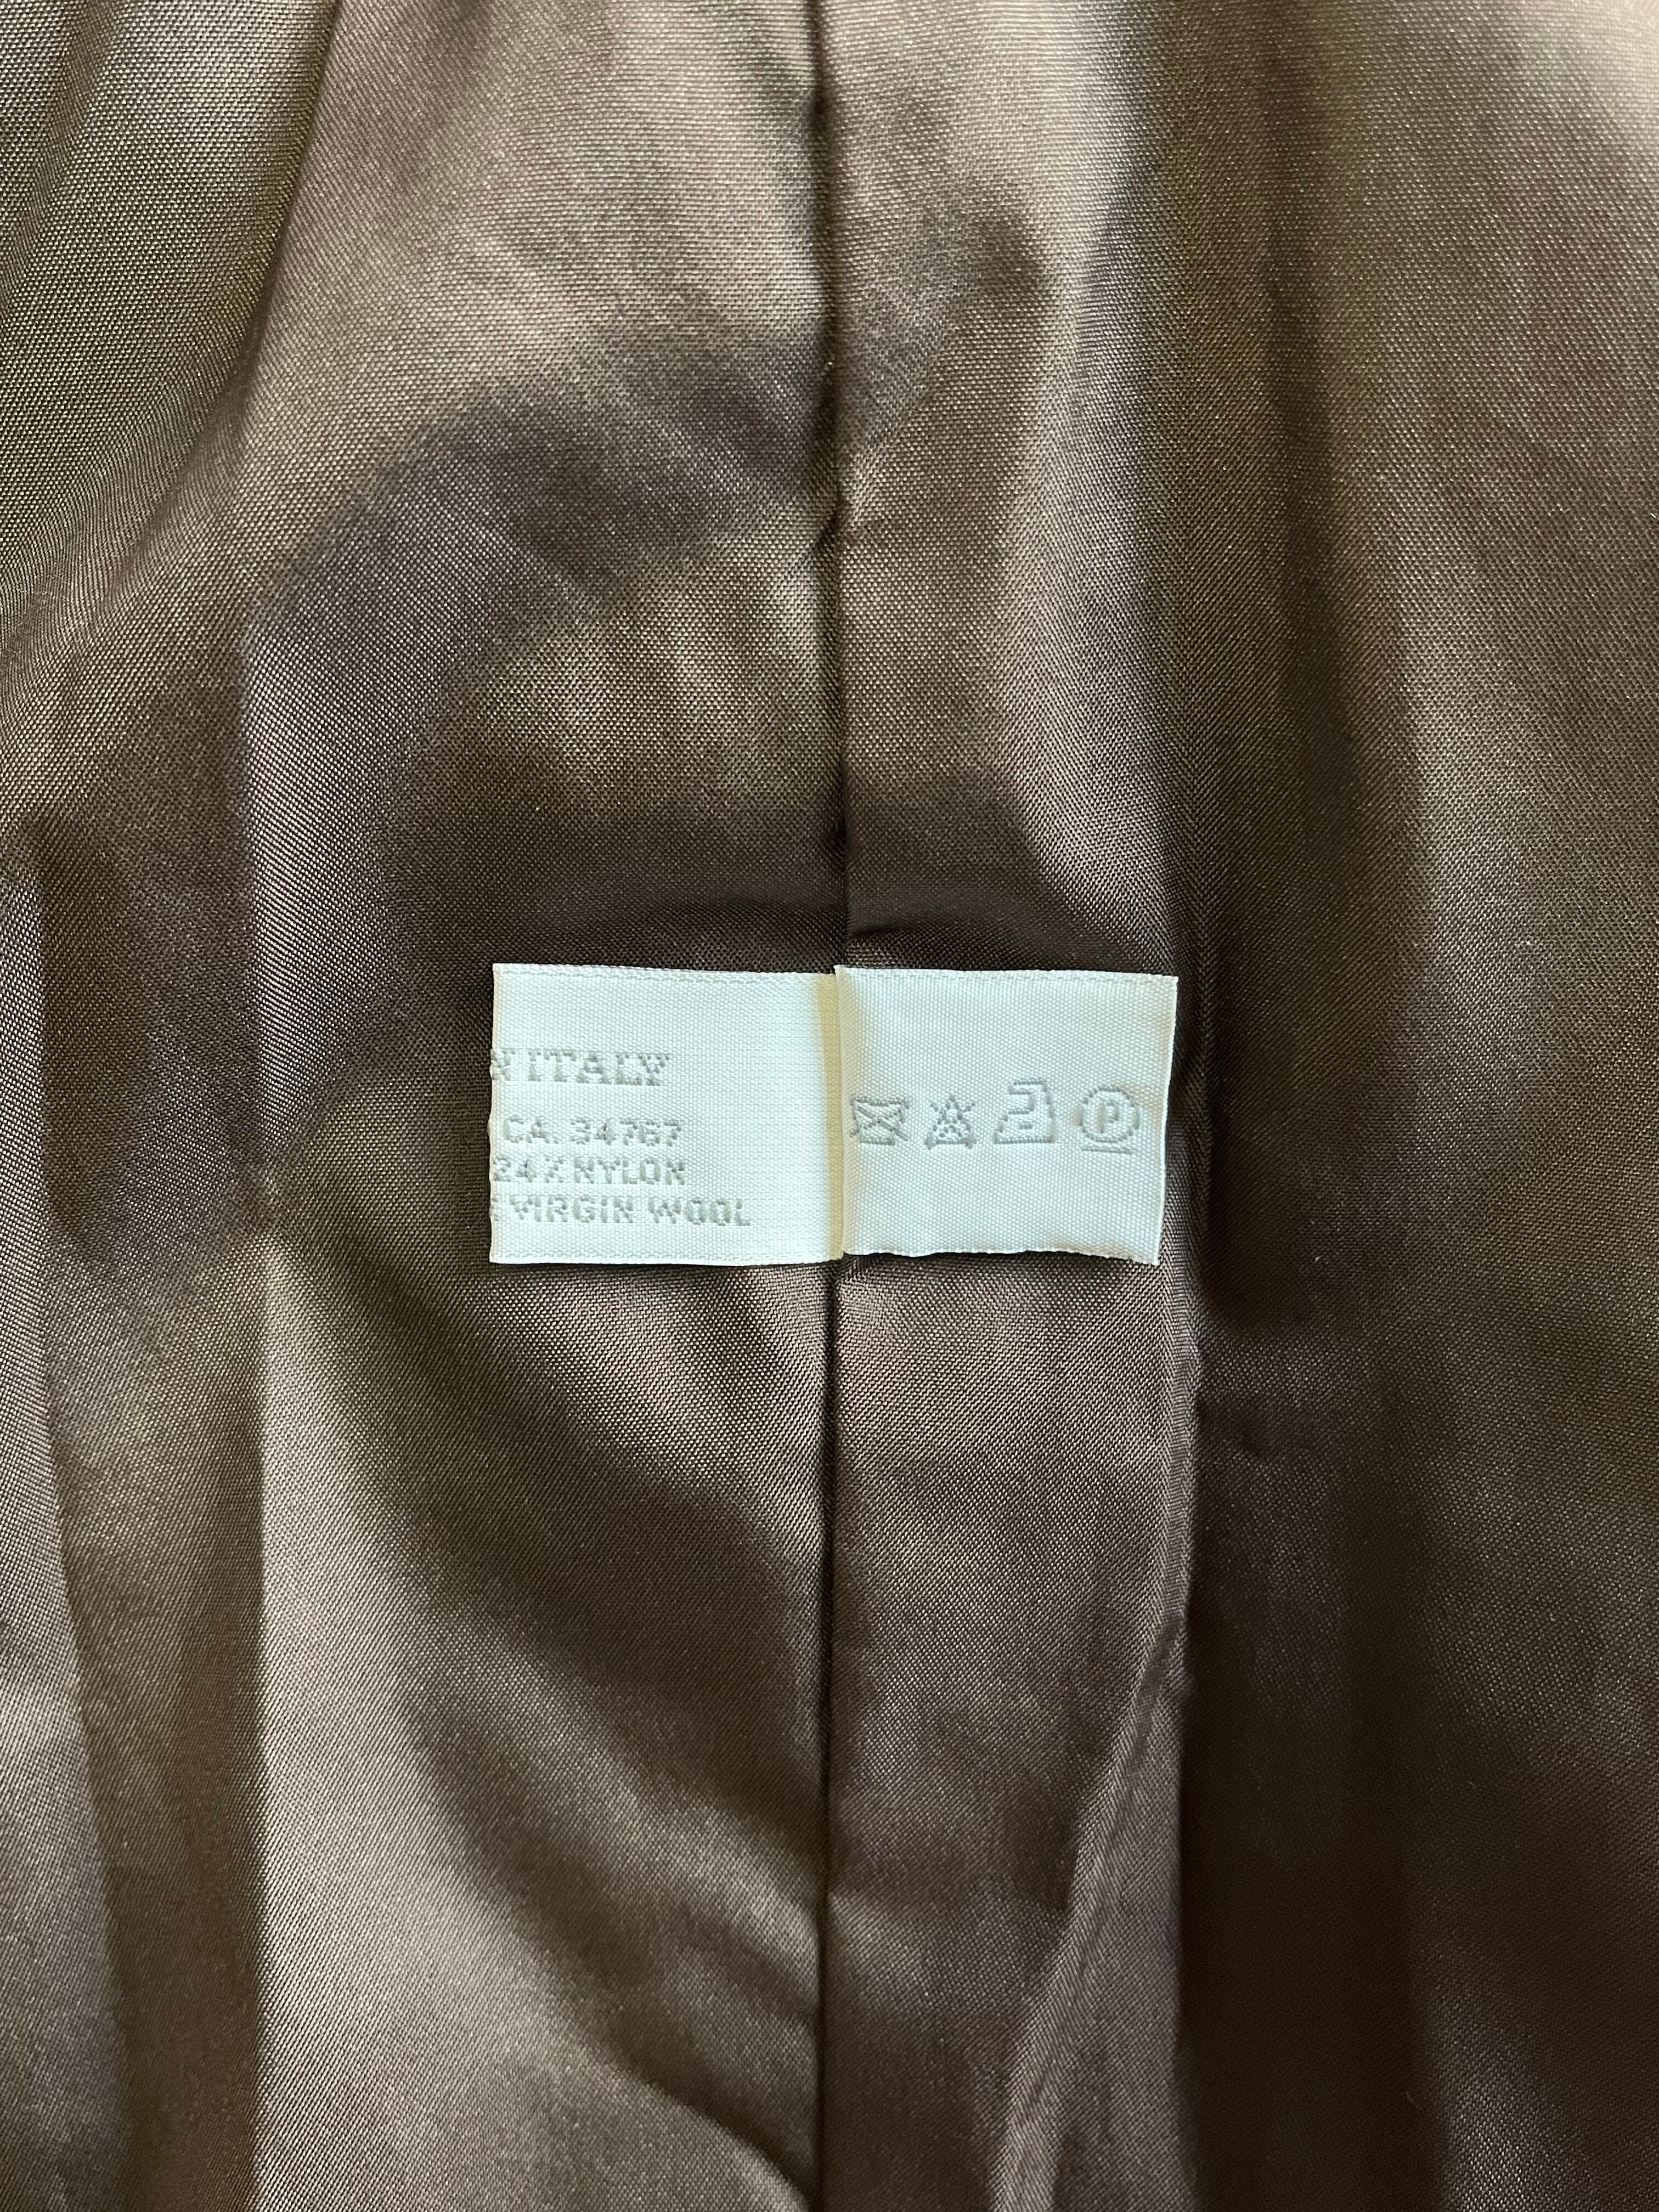 N ITALY
CA. 34767
24% NYLON
VIRGIN WOOL
P